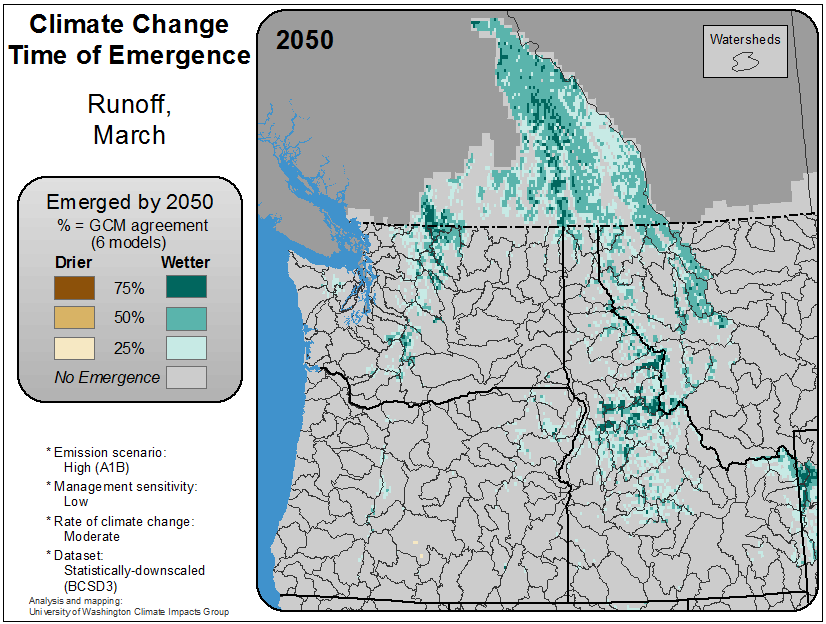 Climate Change
Time of Emergence
Runoff,
March
Emerged by 2050
% = GCM agreement
(6 models)
Drier Wetter
75%
50%
25%
No Emergence
* Emission scenario:
High (A1B)
* Management sensitivity:
Low
* Rate of climate change:
Moderate
* Dataset:
Statistically-downscaled
(BCSD3)
Analysis and mapping:
University of Washington Climate Impacts Group
2050
Watersheds